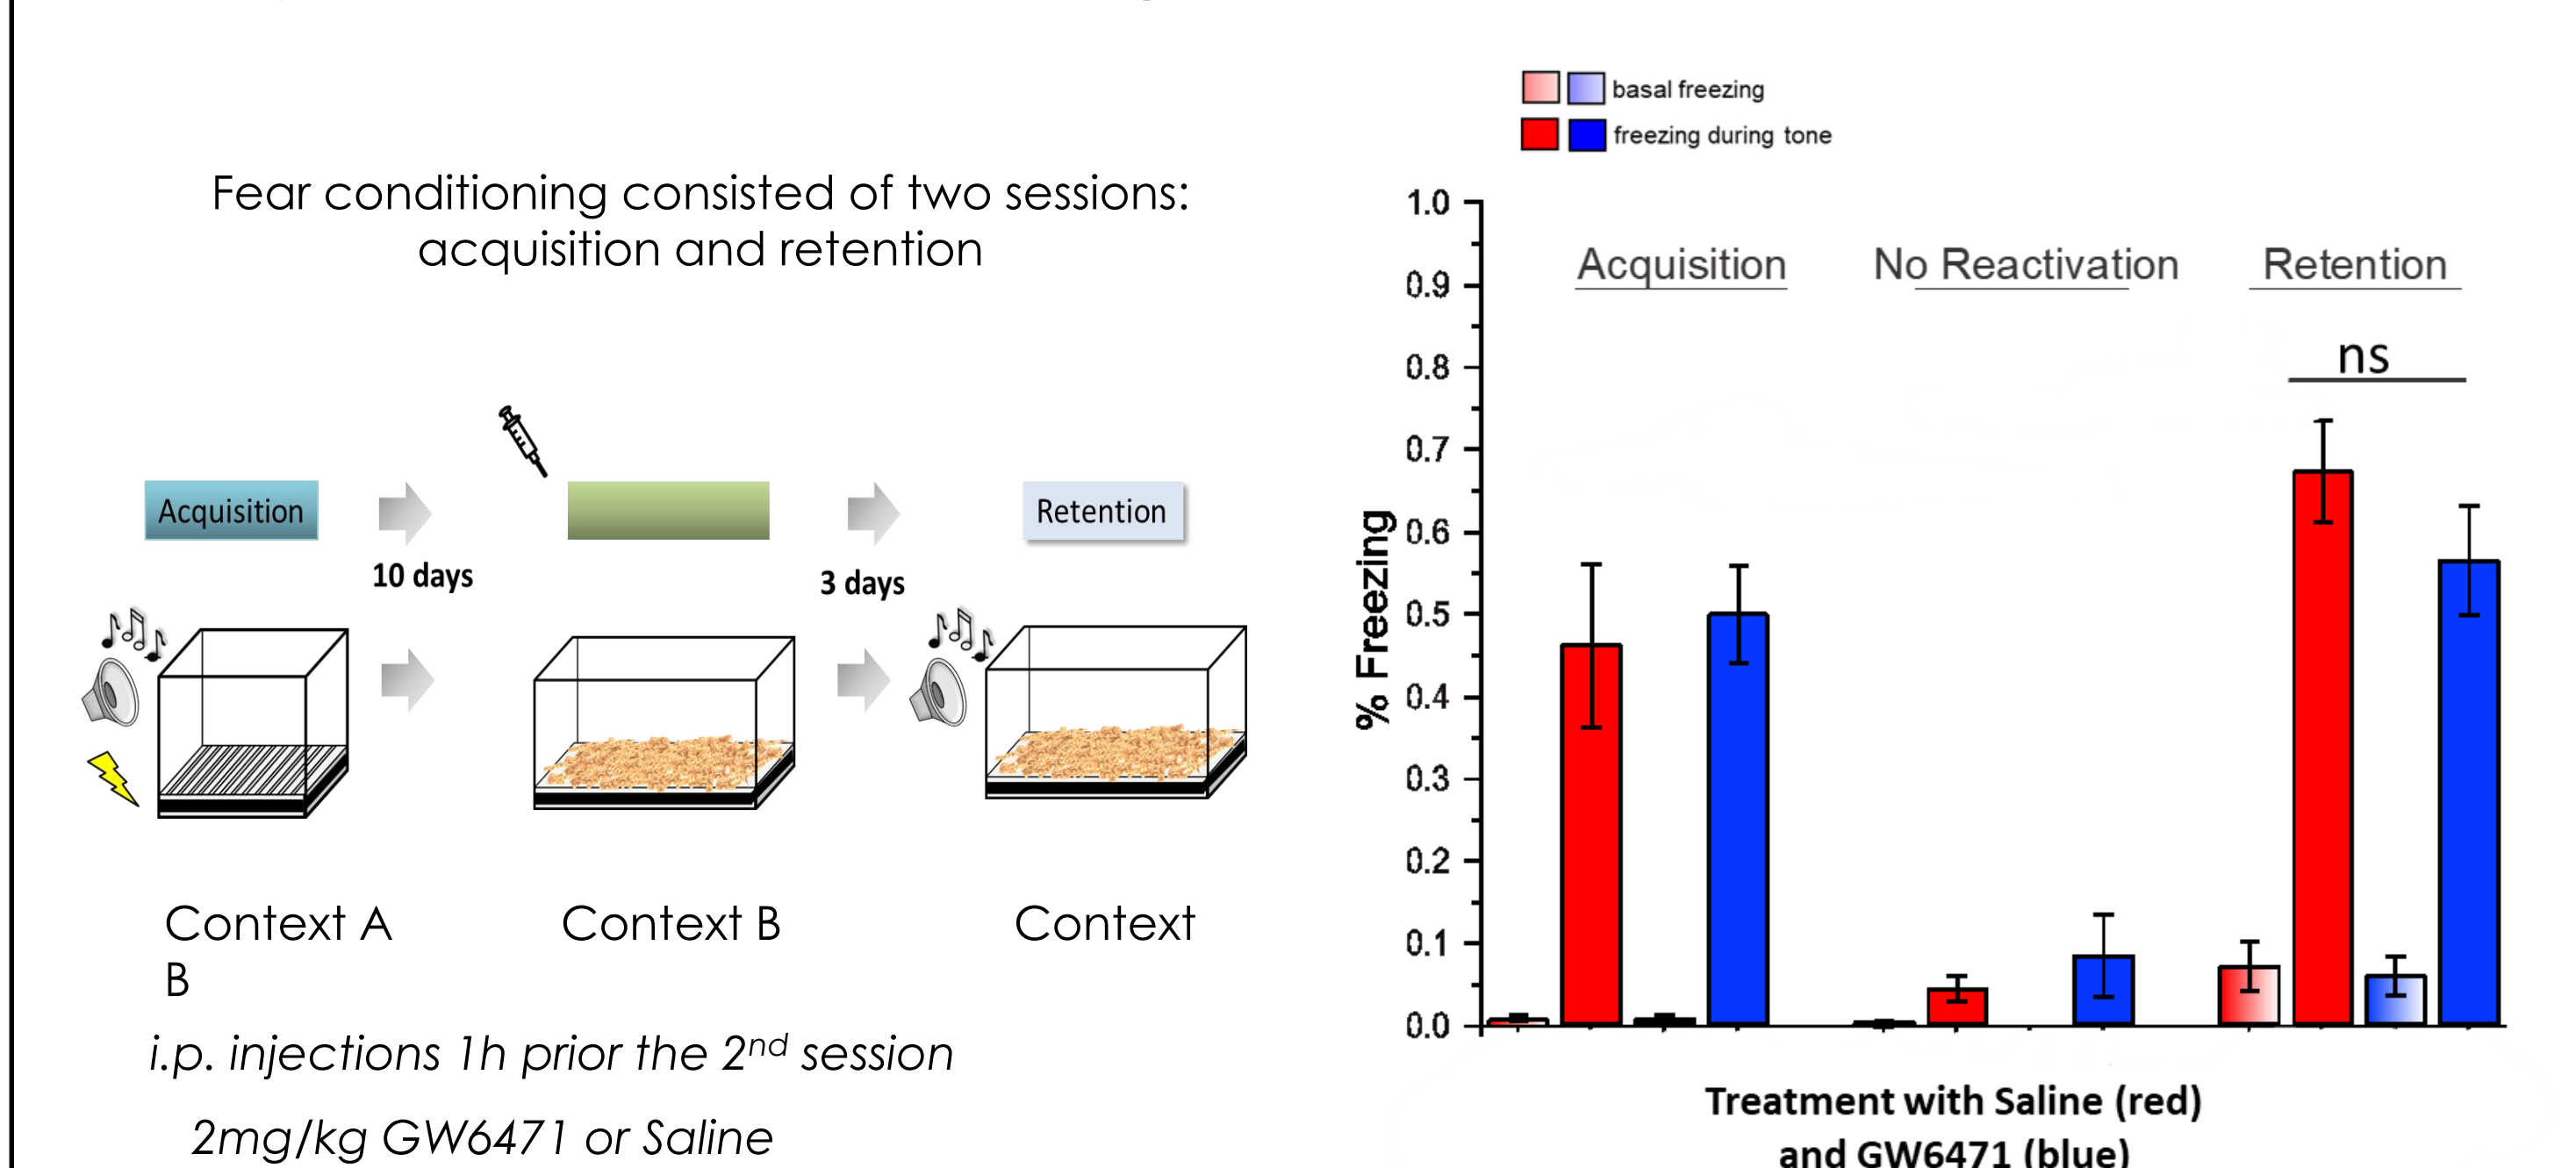 Fear conditioning consisted of two sessions:
acquisition and retention
Acquisition
10 days
3 days
Retention
Context A
Context B
Context
B
i.p. injections 1h prior the 2nd session
2mg/kg GW6471 or Saline
basal freezing
freezing during tone
% Freezing
1.0
0.9
0.8
0.7
0.6
0.5
0.4
0.3
0.2
0.1
0.0
Acquisition
No Reactivation
Retention
ns
Treatment with Saline (red)
and GW6471 (blue)